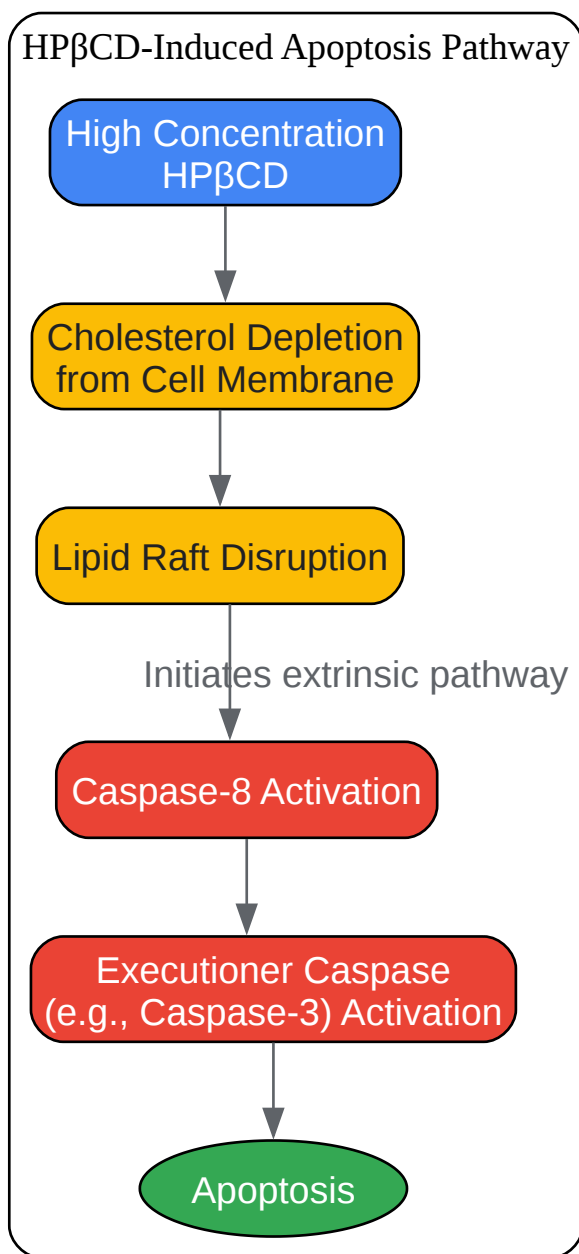 HPβCD-Induced Apoptosis Pathway
High Concentration
HPβCD
Cholesterol Depletion
from Cell Membrane
Lipid Raft Disruption
Initiates extrinsic pathway
Caspase-8 Activation
Executioner Caspase
(e.g., Caspase-3) Activation
Apoptosis